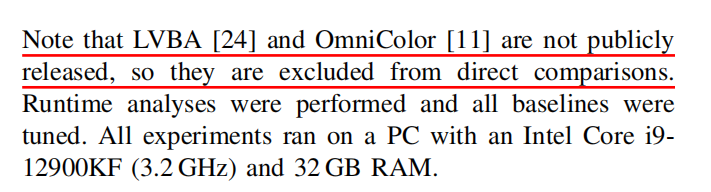 Note that LVBA [24] and OmniColor [11] are not publicly
released, so they are excluded from direct comparisons.
Runtime analyses were performed and all baselines were
tuned. All experiments ran on a PC with an Intel Core i9-
12900KF (3.2 GHz) and 32 GB RAM.